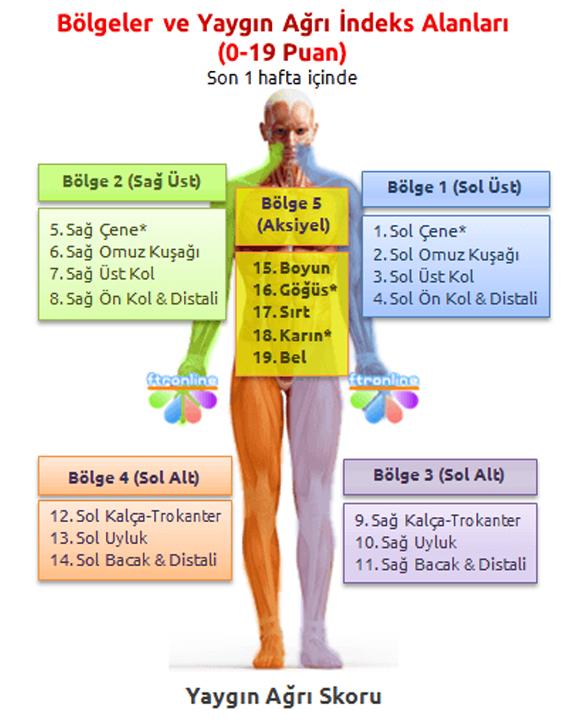 Bölgeler ve Yaygın Ağrı İndeks Alanları
(0-19 Puan)
Son 1 hafta içinde
Bölge 2 (Sağ Üst)
5. Sağ Çene*
6. Sağ Omuz Kuşağı
7. Sağ Üst Kol
8. Sağ Ön Kol & Distali
Bölge 5
(Aksiyel)
15. Boyun
16. Göğüs*
17. Sırt
18. Karın*
19. Bel
Bölge 1 (Sol Üst)
1. Sol Çene*
2. Sol Omuz Kuşağı
3. Sol Üst Kol
4. Sol Ön Kol & Distali
ftronline
ftronline
Bölge 4 (Sol Alt)
12. Sol Kalça-Trokanter
13. Sol Uyluk
14. Sol Bacak & Distali
Bölge 3 (Sol Alt)
9. Sağ Kalça-Trokanter
10. Sağ Uyluk
11. Sağ Bacak & Distali
Yaygın Ağrı Skoru